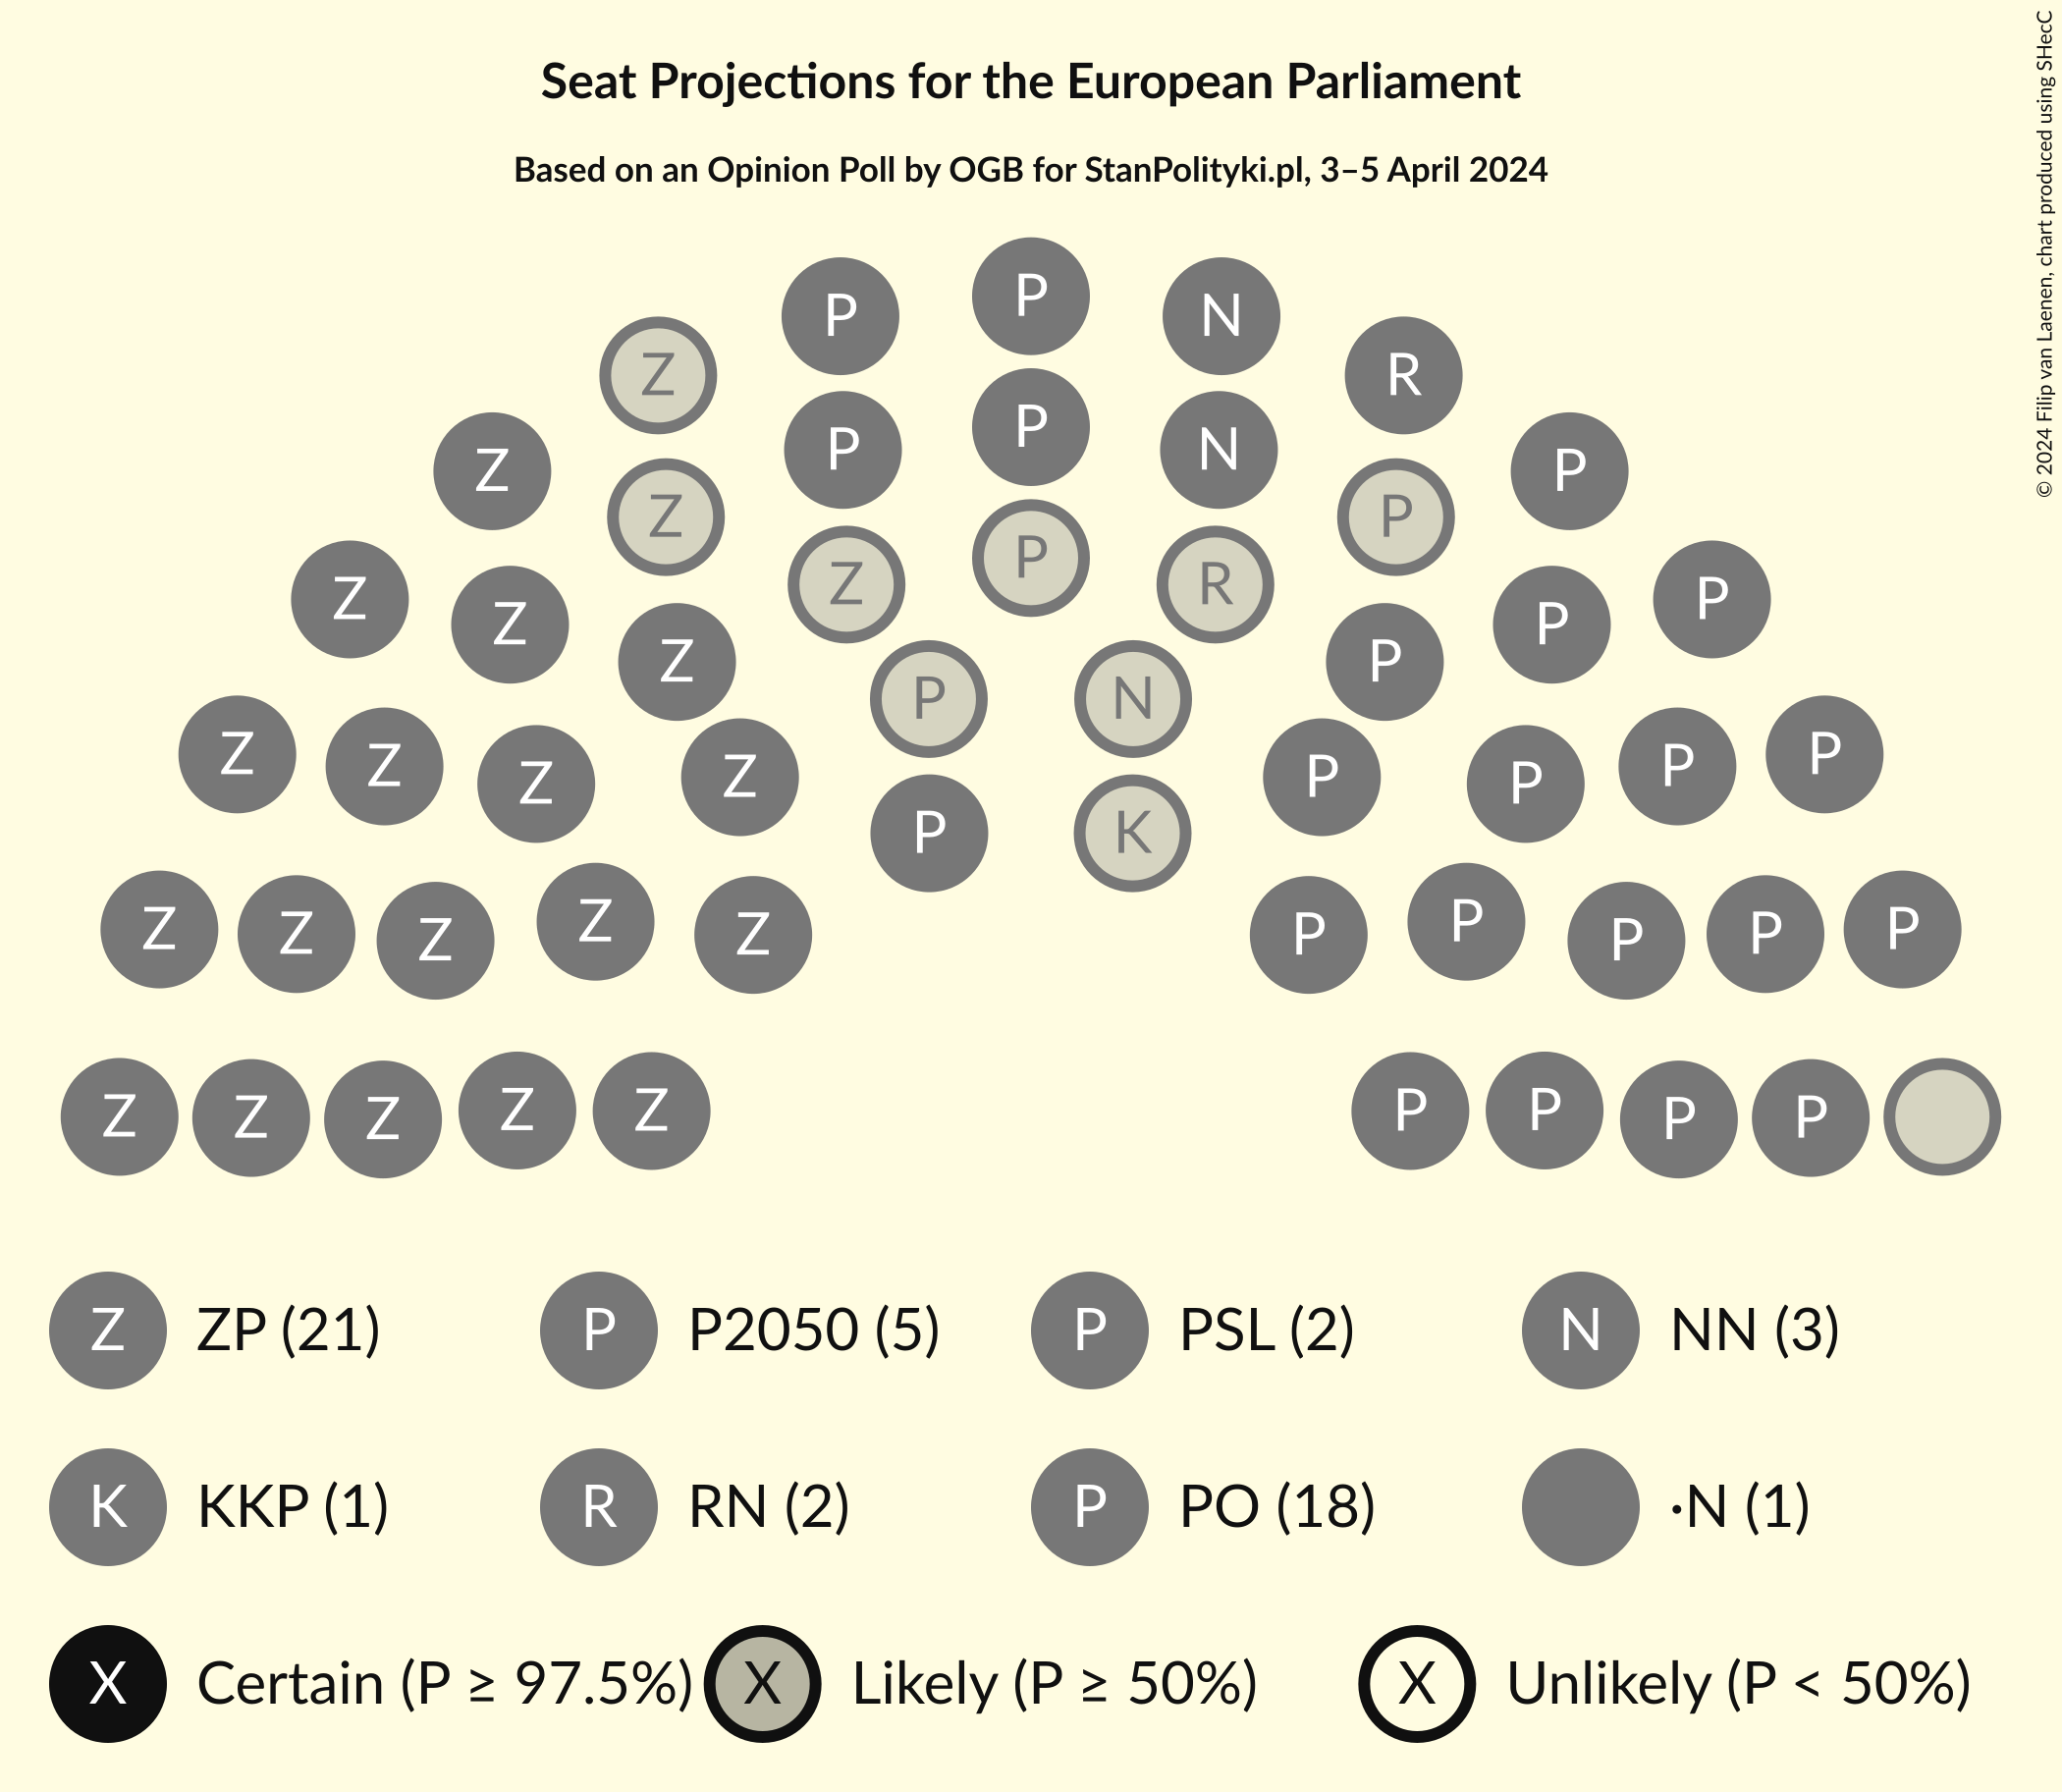 Seat Projections for the European Parliament
Based on an Opinion Poll by OGB for StanPolityki.pl, 3–5 April 2024
© 2024 Filip van Laenen, chart produced using SHecC
P
P P N
Z R
P
P N
Z P
Z P
P
Z R
Z P
Z P
Z P
P N
Z P
Z P
Z P
Z P
P K
Z P
Z Z Z Z Z P P P P P
Z Z Z Z Z P P P P
Z ZP (21) P P2050 (5) P PSL (2) N NN (3)
K KKP (1) R RN (2) P PO (18) ·N (1)
X Certain (P ≥ 97.5%) X Likely (P ≥ 50%) X Unlikely (P < 50%)